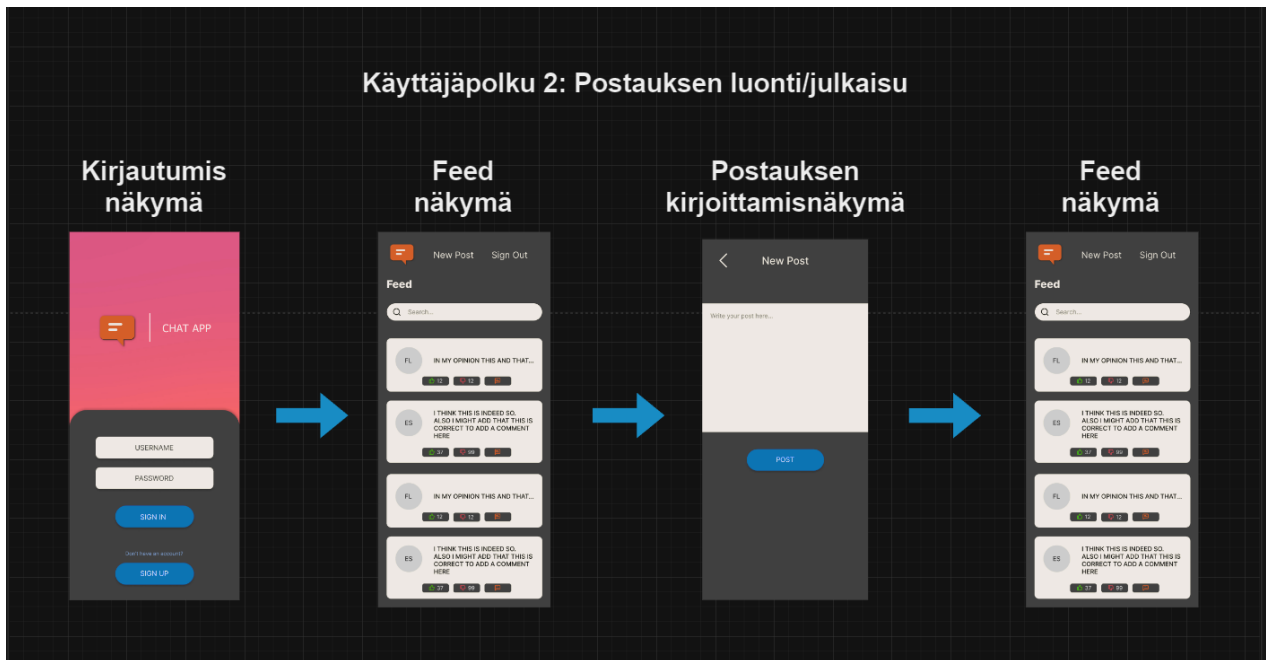 Käyttäjäpolku 2: Postauksen luonti/julkaisu
Kirjautumis
näkymä
CHAT APP
USERNAME
PASSWORD
SIGN IN
Don't have an account?
SIGN UP
Feed
näkymä
New Post Sign Out
Feed
Search...
FL IN MY OPINION THIS AND THAT...
12 12
ES
I THINK THIS IS INDEED SO.
ALSO I MIGHT ADD THAT THIS IS
CORRECT TO ADD A COMMENT
HERE
37 99
FL IN MY OPINION THIS AND THAT...
12 12
ES
I THINK THIS IS INDEED SO.
ALSO I MIGHT ADD THAT THIS IS
CORRECT TO ADD A COMMENT
HERE
37 99
Postauksen
kirjoittamisnäkymä
New Post
Write your post here...
POST
Feed
näkymä
New Post Sign Out
Feed
Search...
FL IN MY OPINION THIS AND THAT...
12 12
ES
I THINK THIS IS INDEED SO.
ALSO I MIGHT ADD THAT THIS IS
CORRECT TO ADD A COMMENT
HERE
37 99
FL IN MY OPINION THIS AND THAT...
12 12
ES
I THINK THIS IS INDEED SO.
ALSO I MIGHT ADD THAT THIS IS
CORRECT TO ADD A COMMENT
HERE
37 99